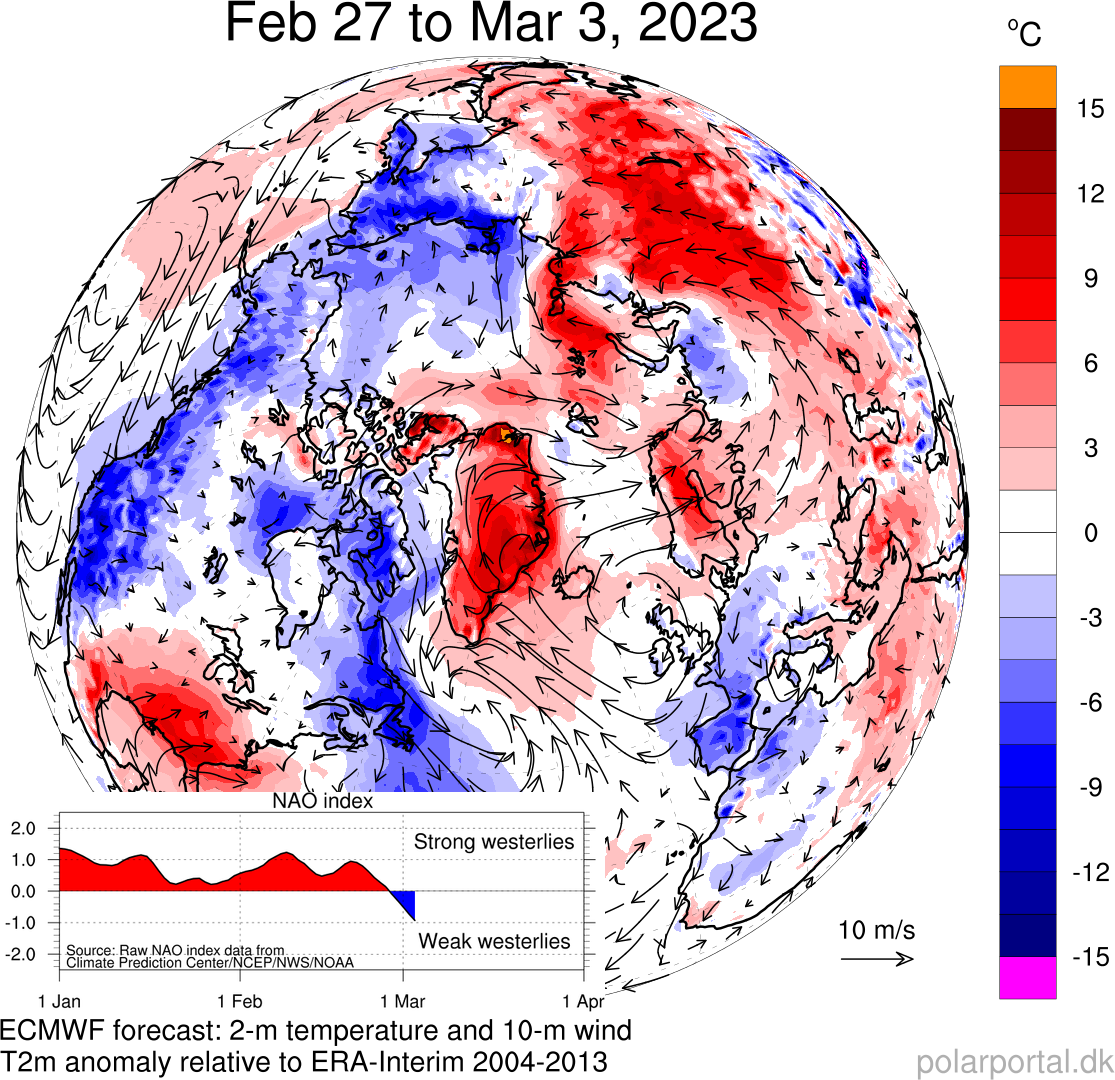 Feb 27 to Mar 3, 2023
°C
15
12
9
6
3
0
-3
-6
-9
-12
-15
10 m/s
NAO index
2.0
1.0
0.0
-1.0
-2.0
Strong westerlies
Weak westerlies
Source: Raw NAO index data from
Climate Prediction Center/NCEP/NWS/NOAA
1 Jan 1 Feb 1 Mar 1 Apr
ECMWF forecast: 2-m temperature and 10-m wind
T2m anomaly relative to ERA-Interim 2004-2013
polarportal.dk